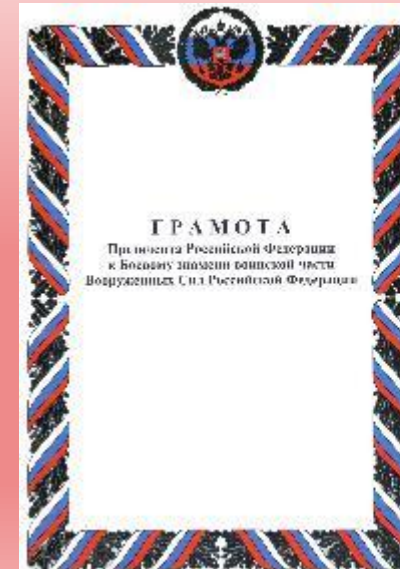 ГРАМОТА
Президента Российской Федерации
к Боевому знамени воинской части
Вооруженных Сил Российской Федерации